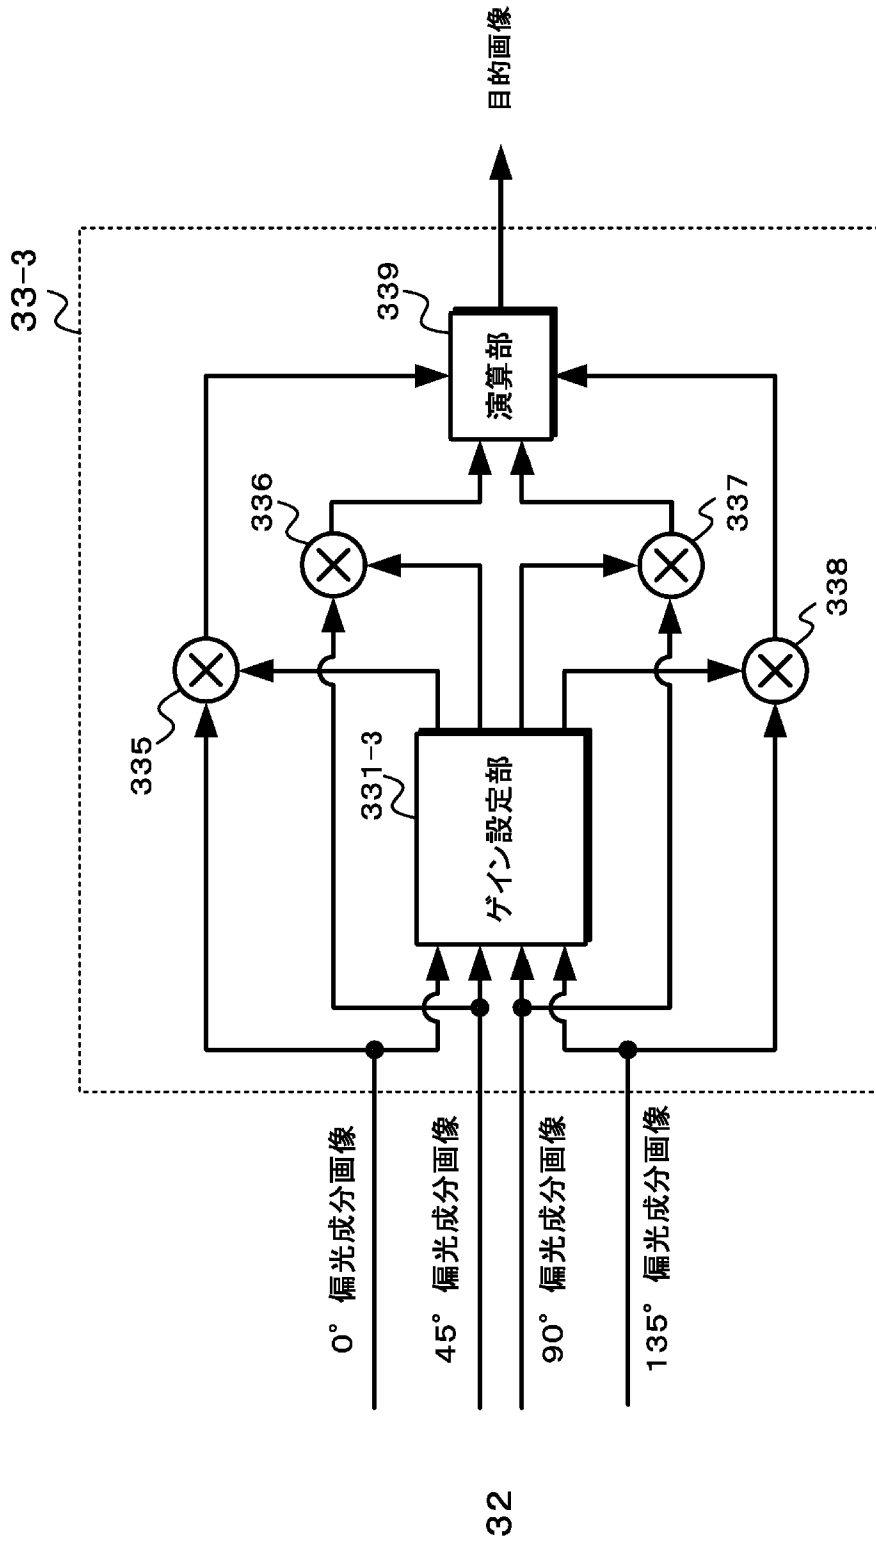 33-3
335
336
339
0° 偏光成分画像
331-3
45° 偏光成分画像
ゲイン設定部
演算部
目的画像
32
90° 偏光成分画像
337
135° 偏光成分画像
338